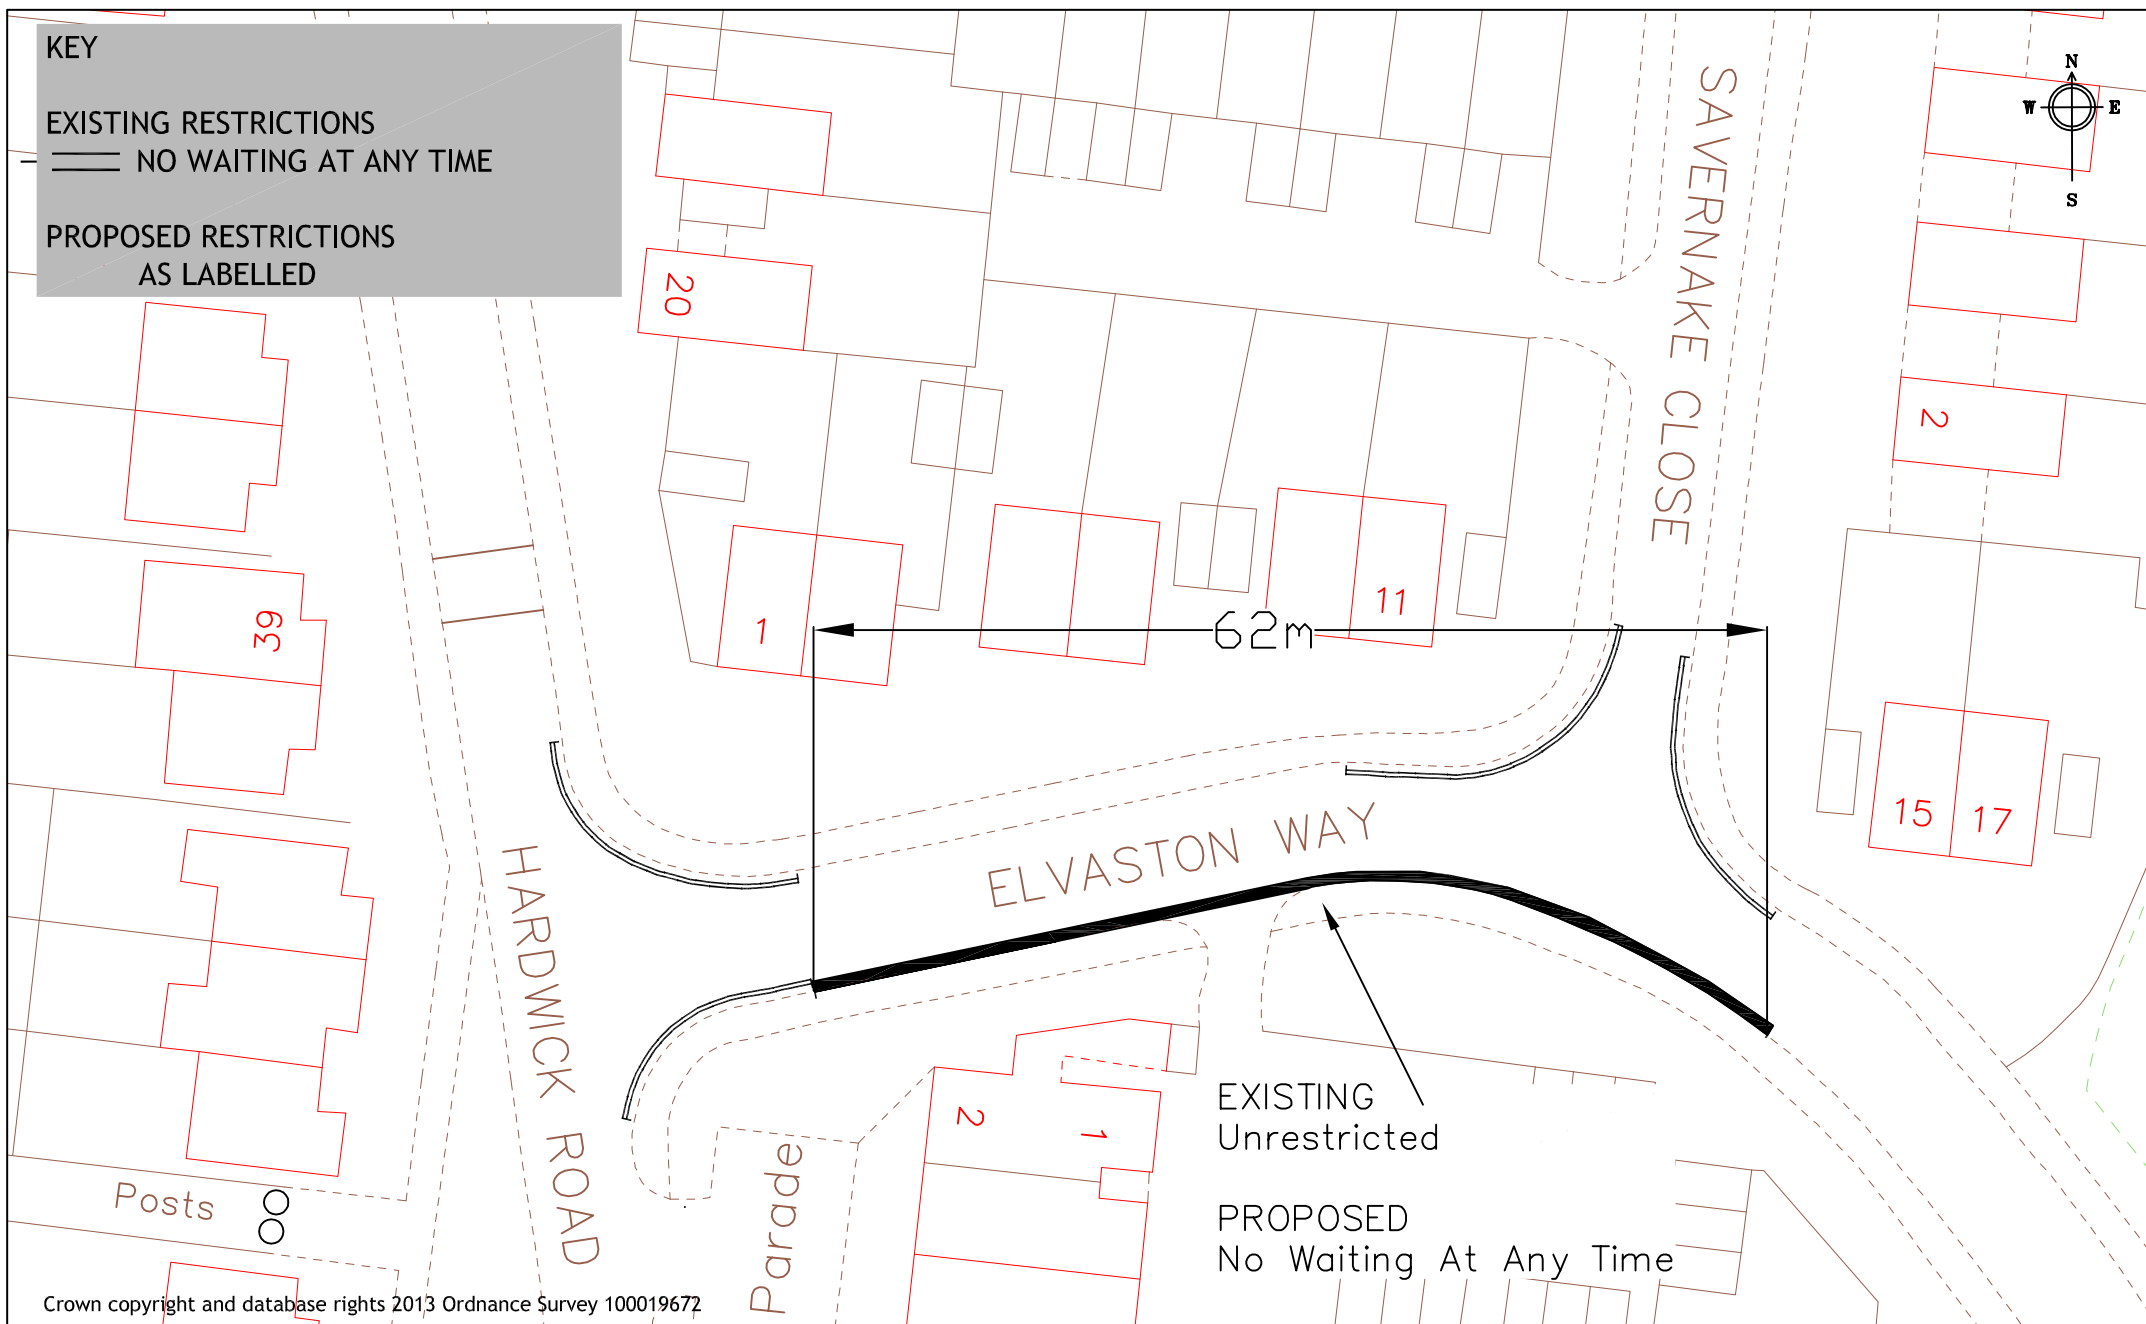 KEY
EXISTING RESTRICTIONS
NO WAITING AT ANY TIME
PROPOSED RESTRICTIONS
AS LABELLED
N
W E
S
SAVERNAKE CLOSE
20
2
39
1
62m
11
15 17
ELVASTON WAY
HARDWICK ROAD
2
1
EXISTING
Unrestricted
PROPOSED
No Waiting At Any Time
Posts
Parade
Crown copyright and database rights 2013 Ordnance Survey 100019672